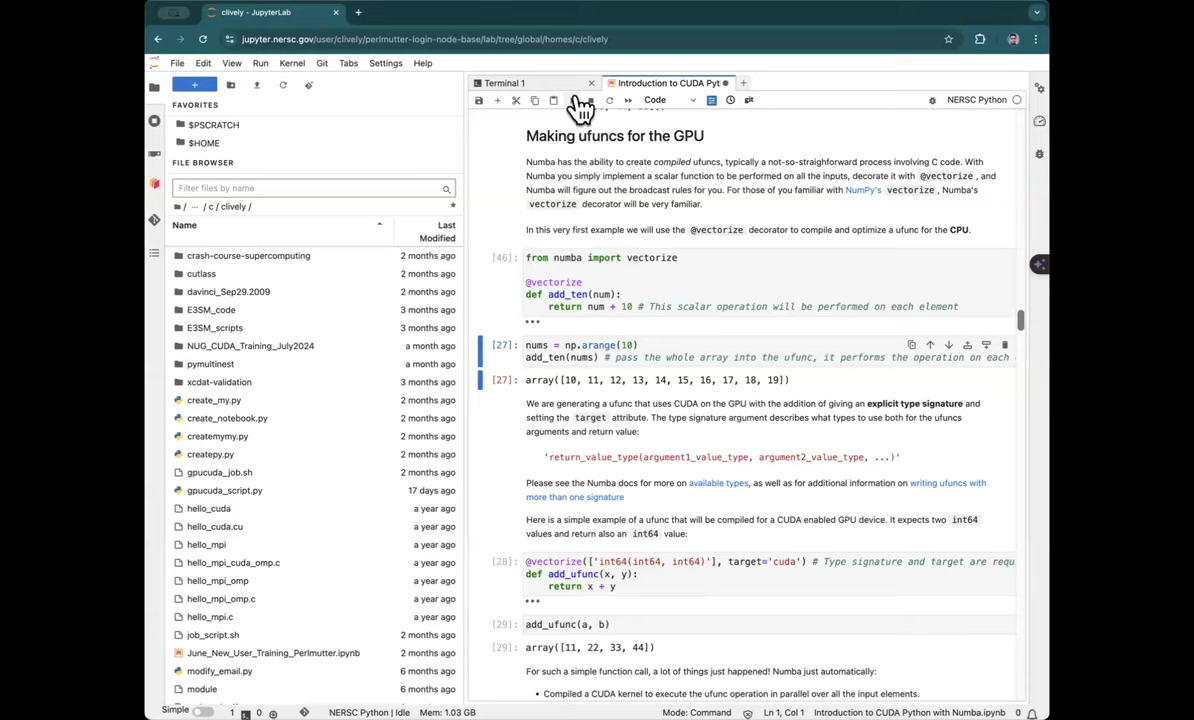 clively - JupyterLab
jupyter.nersc.gov/user/clively/perlmutter-login-node-base/lab/tree/global/homes/c/clively
File Edit View Run Kernel Git Tabs Settings Help
FAVORITES
$PSCRATCH
$HOME
FILE BROWSER
Filter files by name
/ ··· / c / clively /
Name Last Modified
crash-course-supercomputing 2 months ago
cutlass 2 months ago
davinci_Sep29.2009 2 months ago
E3SM_code 2 months ago
E3SM_scripts 2 months ago
NUG_CUDA_Training_July2024 a month ago
pymultinest a month ago
xcdat-validation 2 months ago
create_my.py 2 months ago
create_notebook.py 2 months ago
createmymy.py 2 months ago
createpy.py 2 months ago
gpucuda_job.sh 2 months ago
gpucuda_script.py 17 days ago
hello_cuda a year ago
hello_cuda.cu a year ago
hello_mpi a year ago
hello_mpi_cuda_omp.c a year ago
hello_mpi_omp a year ago
hello_mpi_omp.c a year ago
hello_mpi.c a year ago
job_script.sh 2 months ago
June_New_User_Training_Perlmutter.ipynb 2 months ago
modify_email.py 6 months ago
module 6 months ago
Terminal 1
Introduction to CUDA Pyt
Code
git
NERSC Python
Making ufuncs for the GPU
Numba has the ability to create compiled ufuncs, typically a not-so-straighforward process involving C code. With
Numba you simply implement a scalar function to be performed on all the inputs, decorate it with @vectorize, and
Numba will figure out the broadcast rules for you. For those of you familiar with NumPy's vectorize, Numba's
vectorize decorator will be very familiar.
In this very first example we will use the @vectorize decorator to compile and optimize a ufunc for the CPU.
[46]: from numba import vectorize
@vectorize
def add_ten(num):
return num + 10 # This scalar operation will be performed on each element
[27]: nums = np.arange(10)
add_ten(nums) # pass the whole array into the ufunc, it performs the operation on each
[27]: array([10, 11, 12, 13, 14, 15, 16, 17, 18, 19])
We are generating a ufunc that uses CUDA on the GPU with the addition of giving an explicit type signature and
setting the target attribute. The type signature argument describes what types to use both for the ufuncs
arguments and return value:
'return_value_type(argument1_value_type, argument2_value_type, ...)'
Please see the Numba docs for more on available types, as well as for additional information on writing ufuncs with
more than one signature
Here is a simple example of a ufunc that will be compiled for a CUDA enabled GPU device. It expects two int64
values and return also an int64 value:
[28]: @vectorize(['int64(int64, int64)'], target='cuda') # Type signature and target are requ
def add_ufunc(x, y):
return x + y
[29]: add_ufunc(a, b)
[29]: array([11, 22, 33, 44])
For such a simple function call, a lot of things just happened! Numba just automatically:
• Compiled a CUDA kernel to execute the ufunc operation in parallel over all the input elements.
Simple 1 0 NERSC Python | Idle Mem: 1.03 GB Mode: Command Ln 1, Col 1 Introduction to CUDA Python with Numba.ipynb 0